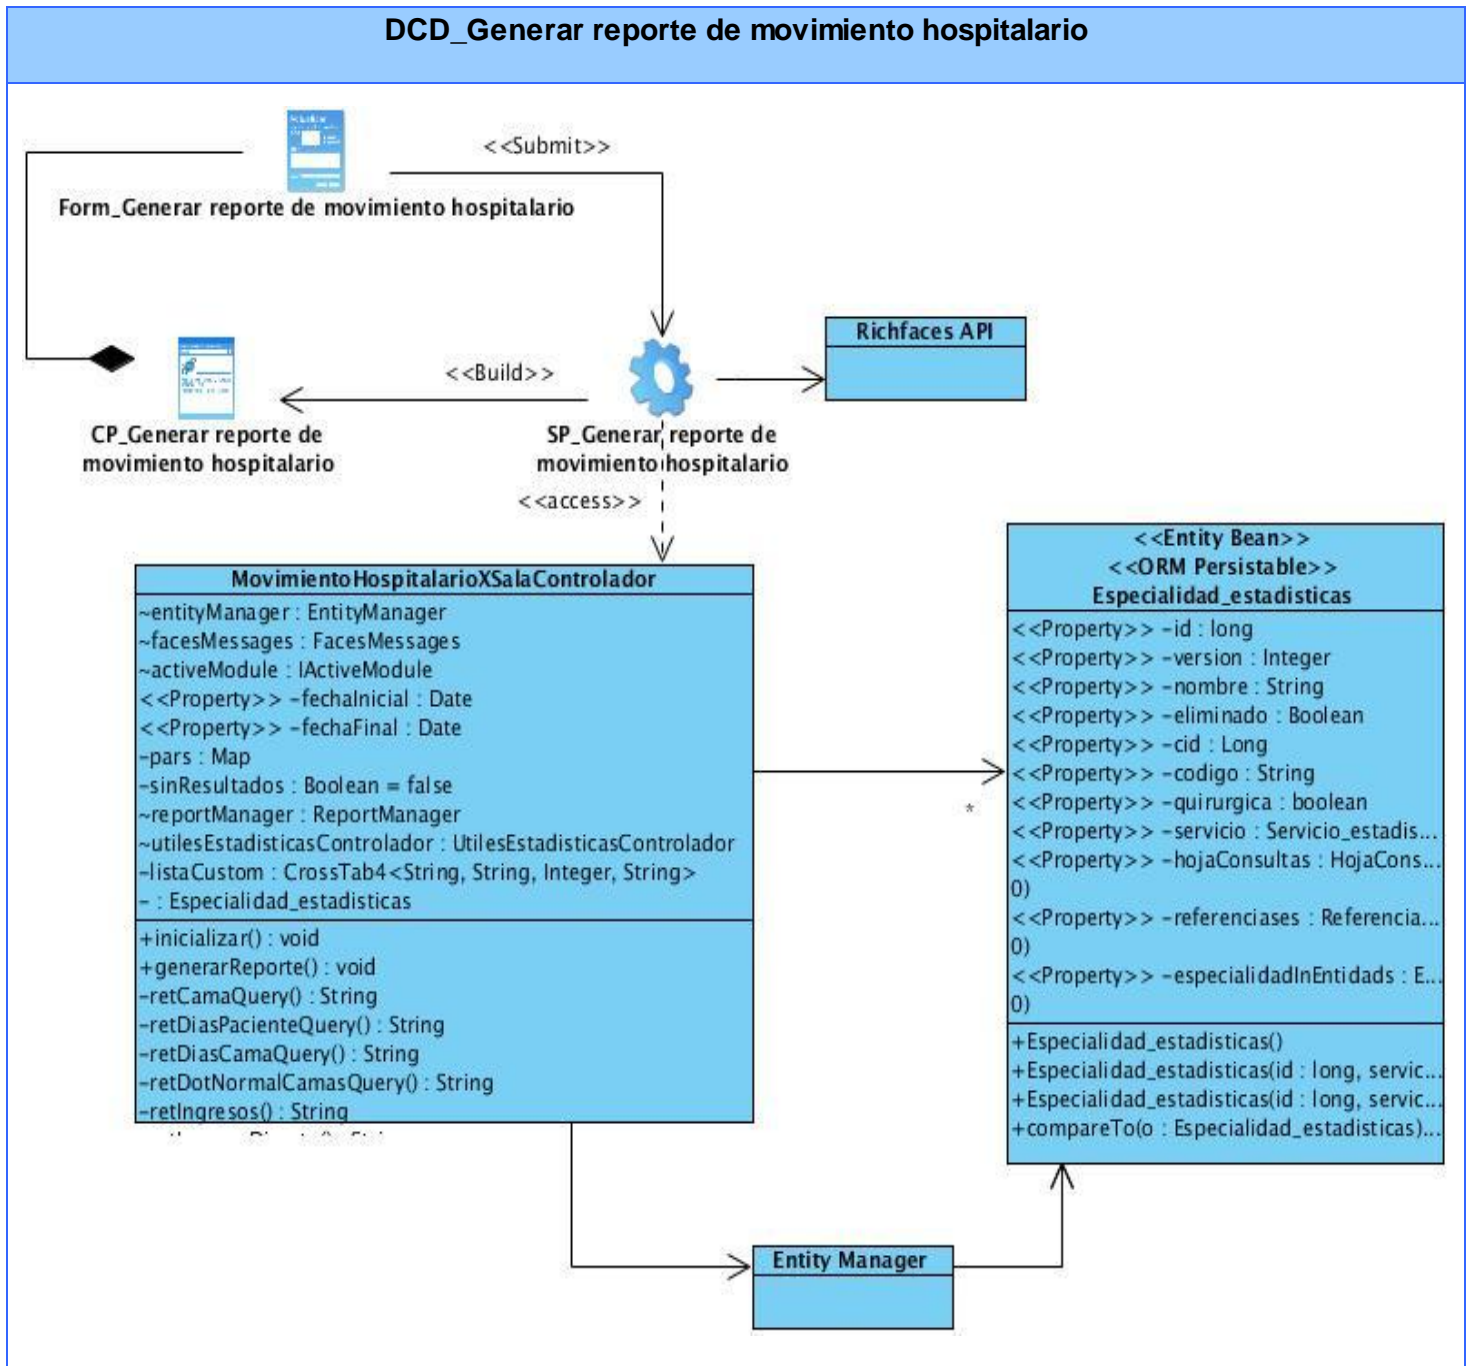 DCD_Generar reporte de movimiento hospitalario
<<Submit>>
Form_Generar reporte de movimiento hospitalario
Richfaces API
<<Build>>
CP_Generar reporte de
movimiento hospitalario
SP_Generar reporte de
movimiento hospitalario
<<access>>
MovimientoHospitalarioXSalaControlador
~entityManager : EntityManager
~facesMessages : FacesMessages
~activeModule : IActiveModule
<<Property>> -fechaInicial : Date
<<Property>> -fechaFinal : Date
-pars : Map
-sinResultados : Boolean = false
~reportManager : ReportManager
~utilesEstadisticasControlador : UtilesEstadisticasControlador
-listaCustom : CrossTab4<String, String, Integer, String>
- : Especialidad_estadisticas
+inicializar() : void
+generarReporte() : void
-retCamaQuery() : String
-retDiasPacienteQuery() : String
-retDiasCamaQuery() : String
-retDotNormalCamasQuery() : String
-retIngresos() : String
<<Entity Bean>>
<<ORM Persistable>>
Especialidad_estadisticas
<<Property>> -id : long
<<Property>> -version : Integer
<<Property>> -nombre : String
<<Property>> -eliminado : Boolean
<<Property>> -cid : Long
<<Property>> -codigo : String
<<Property>> -quirurgica : boolean
<<Property>> -servicio : Servicio_estadis...
<<Property>> -hojaConsultas : HojaCons...
0)
<<Property>> -referenciases : Referencia...
0)
<<Property>> -especialidadInEntidads : E...
0)
+Especialidad_estadisticas()
+Especialidad_estadisticas(id : long, servic...
+Especialidad_estadisticas(id : long, servic...
+compareTo(o : Especialidad_estadisticas)...
*
Entity Manager